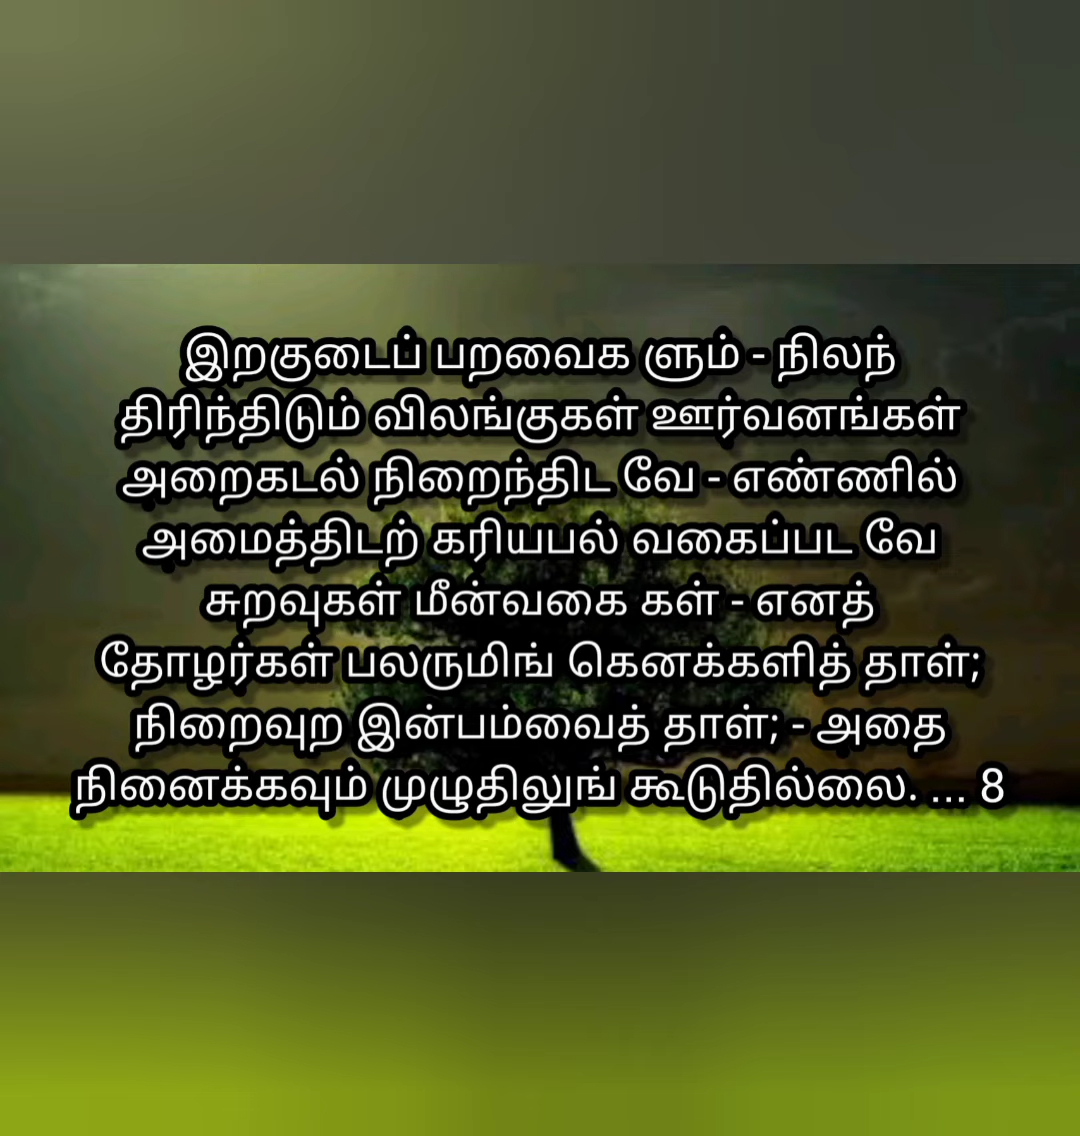 இறகுடைப் பறவைக ளும் - நிலந்
திரிந்திடும் விலங்குகள் ஊர்வனங்கள்
அறைகடல் நிறைந்திட வே - எண்ணில்
அமைத்திடற் கரியபல் வகைப்பட வே
சுறவுகள் மீன்வகை கள் - எனத்
தோழர்கள் பலருமிங் கெனக்களித் தாள்;
நிறைவுற இன்பம்வைத் தாள்; - அதை
நினைக்கவும் முழுதிலுங் கூடுதில்லை. ... 8